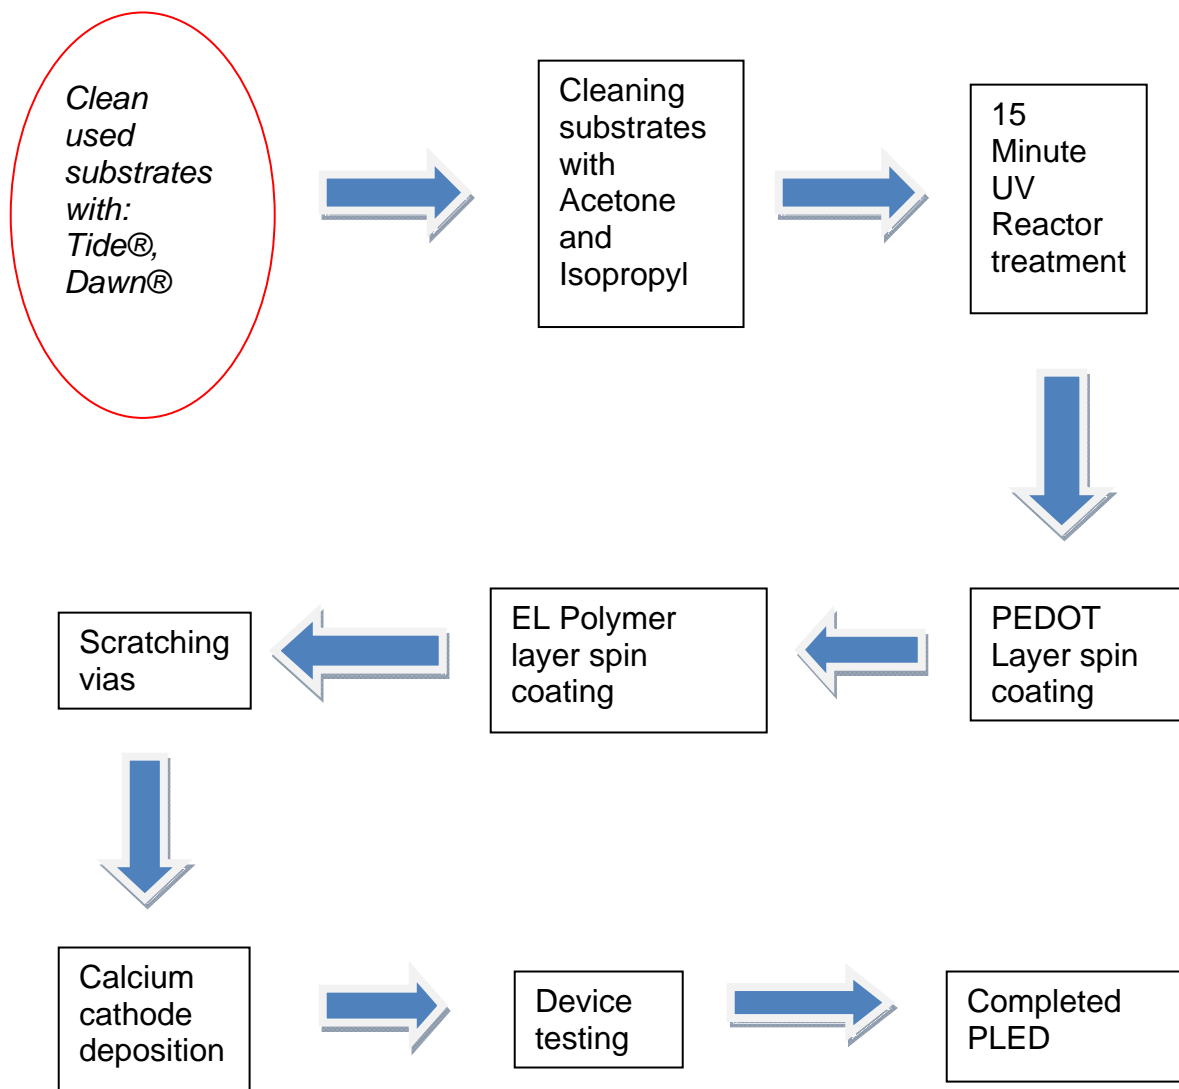 Clean
used
substrates
with:
Tide®,
Dawn®
Cleaning
substrates
with
Acetone
and
Isopropyl
15
Minute
UV
Reactor
treatment
PEDOT
Layer spin
coating
EL Polymer
layer spin
coating
Scratching
vias
Calcium
cathode
deposition
Device
testing
Completed
PLED